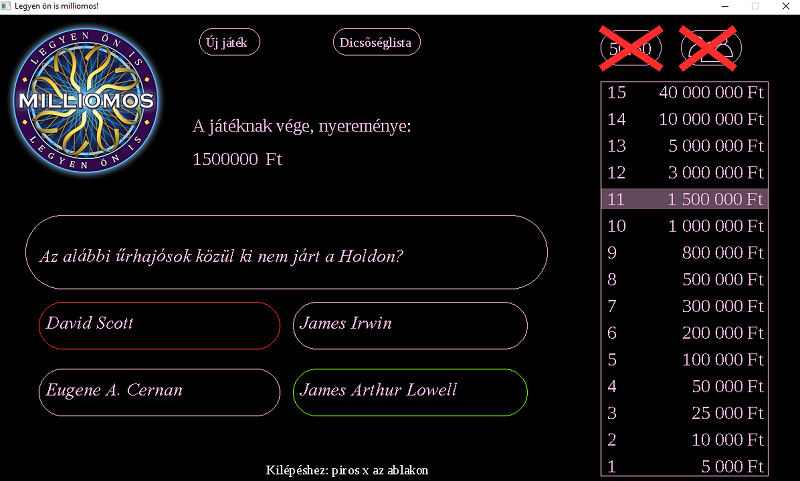 Legyen ön is milliomos!
LEGYEN ÖN IS
MILLIOMOS
LEGYEN ÖN IS
Új játék
Dicsőséglista
A játéknak vége, nyereménye:
1500000 Ft
Az alábbi űrhajósok közül ki nem járt a Holdon?
David Scott
James Irwin
Eugene A. Cernan
James Arthur Lowell
Kilépéshez: piros x az ablakon
15 40 000 000 Ft
14 10 000 000 Ft
13 5 000 000 Ft
12 3 000 000 Ft
11 1 500 000 Ft
10 1 000 000 Ft
9 800 000 Ft
8 500 000 Ft
7 300 000 Ft
6 200 000 Ft
5 100 000 Ft
4 50 000 Ft
3 25 000 Ft
2 10 000 Ft
1 5 000 Ft